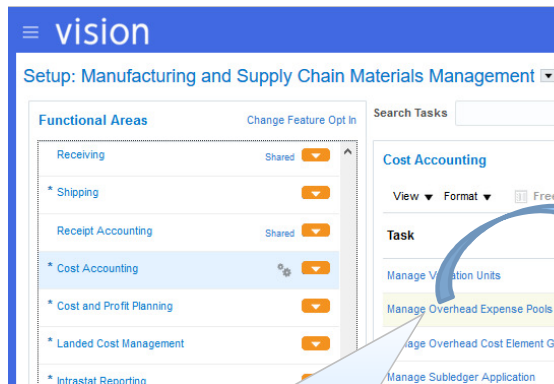 vision
Setup: Manufacturing and Supply Chain Materials Management
Functional Areas
Change Feature Opt In
Receiving
Shared
* Shipping
Receipt Accounting
Shared
* Cost Accounting
* Cost and Profit Planning
* Landed Cost Management
* Intrastat Reporting
Search Tasks
Cost Accounting
View Format
Task
Manage Units
Manage Overhead Expense Pools
Overhead Cost Element
Manage Subledger Application